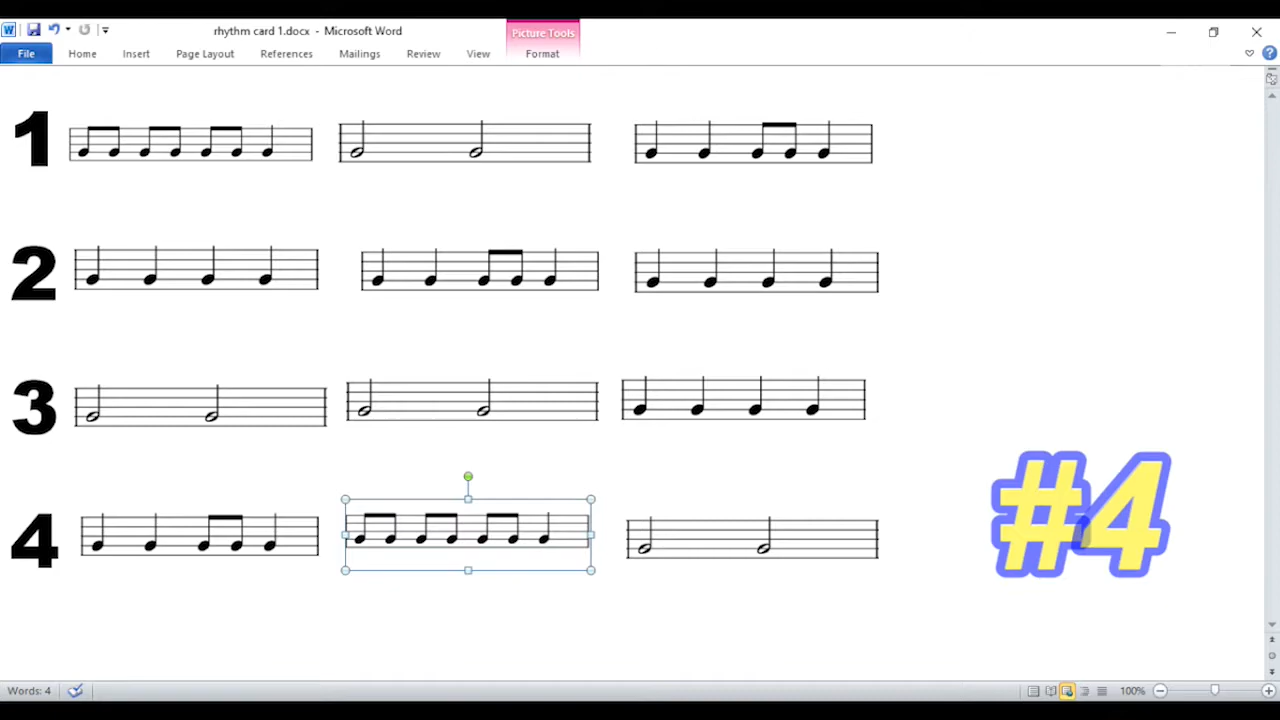 rhythm card 1.docx - Microsoft Word
Picture Tools
File Home Insert Page Layout References Mailings Review View Format
1
2
3
4
#4
Words: 4
100%